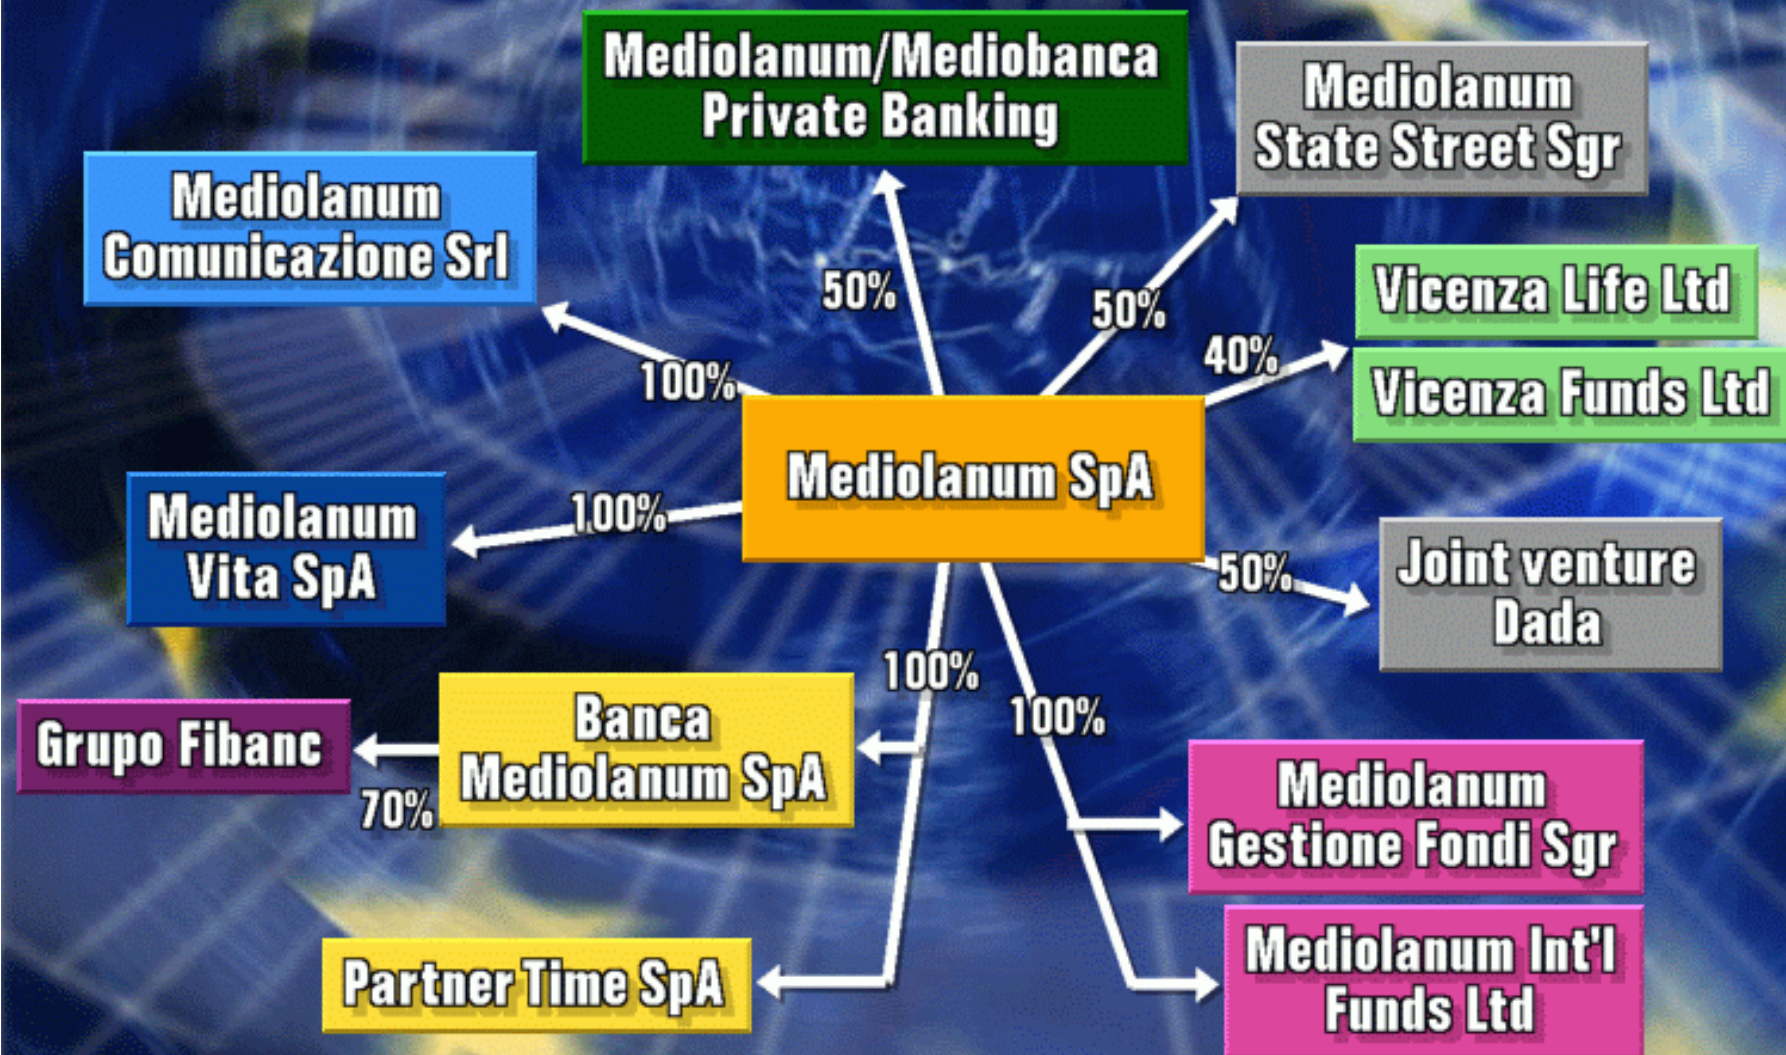 Mediolanum/Mediobanca
Private Banking
Mediolanum
State Street Sgr
Mediolanum
Comunicazione Srl
50%
50%
Vicenza Life Ltd
40%
100%
Vicenza Funds Ltd
Mediolanum SpA
Mediolanum
Vita SpA
100%
50%
Joint venture
Dada
100%
100%
Grupo Fibanc
70%
Banca
Mediolanum SpA
Mediolanum
Gestione Fondi Sgr
Partner Time SpA
Mediolanum Int'l
Funds Ltd